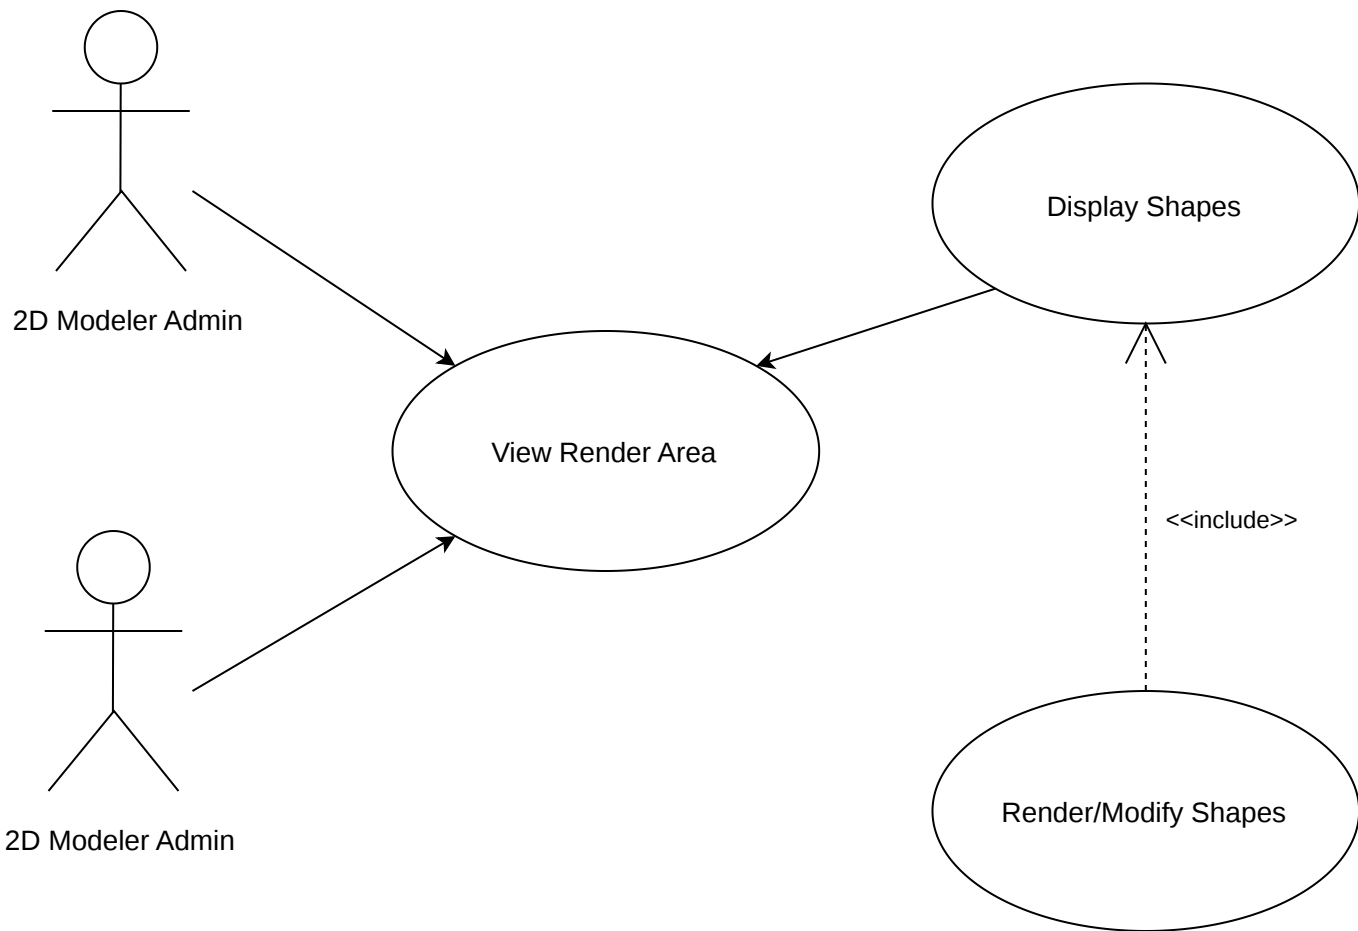 Display Shapes
2D Modeler Admin
View Render Area
<<include>>
Render/Modify Shapes
2D Modeler Admin